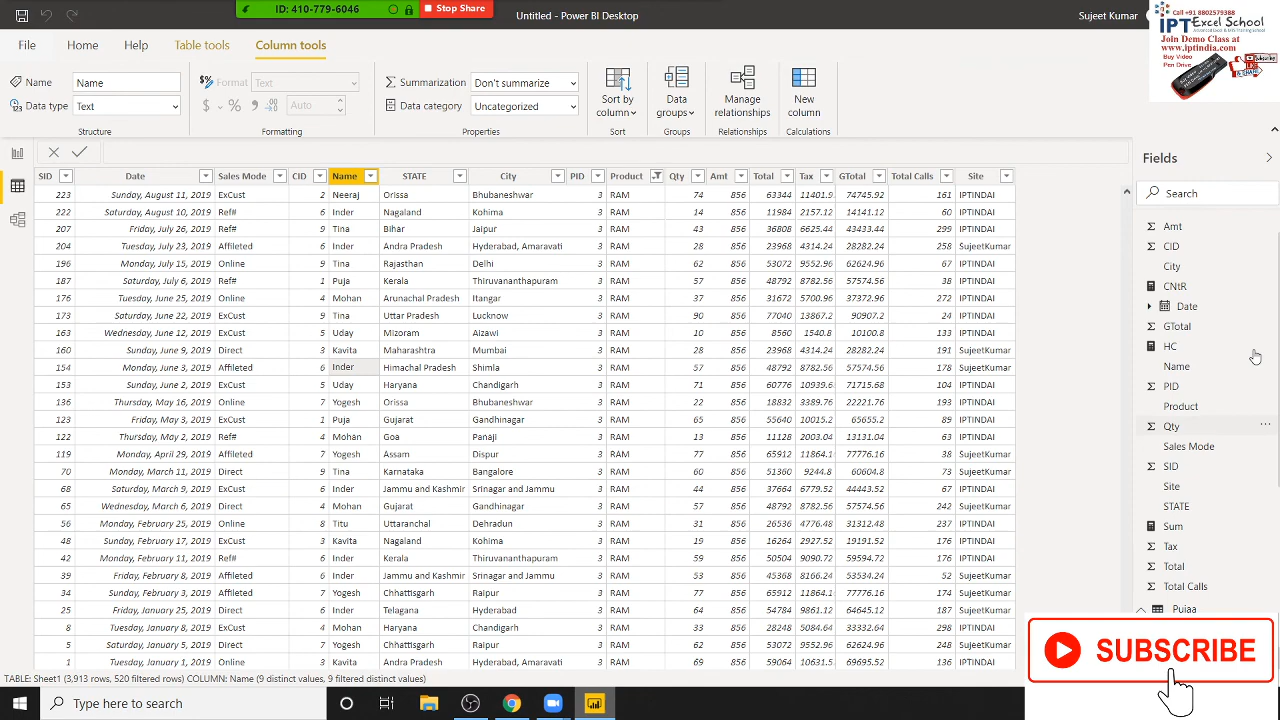 ID: 410-779-6046 Stop Share
Untitled - Power BI Desktop
Sujeet Kumar
Call +91 8802579388
IPT Excel School
Advanced Excel & MIS Training School
Join Demo Class at
www.iptindia.com
Buy Video
Pen Drive
File Home Help Table tools Column tools
Name Name
Data type Text
Structure
Format Text
$ % Auto
Formatting
Summarization Don't summarize
Data category Uncategorized
Properties
Sort by column
Sort
Data groups
Groups
Manage Relationships
Relationships
New column
Calculations
SID Date Sales Mode CID Name STATE City PID Product Qty Amt Total Tax GTotal Total Calls Site
223 Sunday, August 11, 2019 ExCust 2 Neeraj Orissa Bhubaneshwar 3 RAM 74 856 63344 11401.9 74745.92 161 IPTINDAI
222 Saturday, August 10, 2019 Ref# 6 Inder Nagaland Kohima 3 RAM 14 856 11984 2157.12 14141.12 60 IPTINDAI
207 Friday, July 26, 2019 Ref# 9 Tina Bihar Jaipur 3 RAM 43 856 36808 6625.44 43433.44 299 IPTINDAI
204 Tuesday, July 23, 2019 Affileted 6 Inder Andra Pradesh Hyderabad, Amaravati 3 RAM 28 856 23968 4314.24 28282.24 258 SujeetKumar
196 Monday, July 15, 2019 Online 9 Tina Rajasthan Delhi 3 RAM 62 856 53072 9552.96 62624.96 67 IPTINDAI
187 Saturday, July 6, 2019 Ref# 1 Puja Kerala Thiruvananthapuram 3 RAM 57 856 48792 8782.56 57574.56 38 IPTINDAI
176 Tuesday, June 25, 2019 Online 4 Mohan Arunachal Pradesh Itangar 3 RAM 37 856 31672 5700.96 37372.96 272 IPTINDAI
173 Saturday, June 22, 2019 ExCust 9 Tina Uttar Pradesh Lucknow 3 RAM 90 856 77040 13867.2 90907.2 24 IPTINDAI
163 Wednesday, June 12, 2019 ExCust 5 Uday Mizoram Aizawi 3 RAM 10 856 8560 1540.8 10100.8 133 IPTINDAI
160 Sunday, June 9, 2019 Direct 3 Kavita Maharashtra Mumbai 3 RAM 28 856 23968 4314.24 28282.24 191 SujeetKumar
154 Monday, June 3, 2019 Affileted 6 Inder Himachal Pradesh Shimla 3 RAM 57 856 48792 8782.56 57574.56 178 SujeetKumar
153 Sunday, June 2, 2019 ExCust 5 Uday Haryana Chandigarh 3 RAM 71 856 60776 10939.6 71715.68 104 IPTINDAI
136 Thursday, May 16, 2019 Online 7 Yogesh Orissa Bhubaneshwar 3 RAM 22 856 18832 3389.76 22221.76 193 IPTINDAI
123 Friday, May 3, 2019 ExCust 1 Puja Gujarat Gandhinagar 3 RAM 65 856 55640 10015.2 65655.2 89 IPTINDAI
122 Thursday, May 2, 2019 Ref# 4 Mohan Goa Panaji 3 RAM 13 856 11128 2003.04 13131.04 63 IPTINDAI
119 Monday, April 29, 2019 Affileted 7 Yogesh Assam Dispur 3 RAM 77 856 65912 11864.1 77776.16 38 SujeetKumar
70 Monday, March 11, 2019 Direct 9 Tina Karnataka Bangalore 3 RAM 60 856 51360 9244.8 60604.8 73 SujeetKumar
68 Saturday, March 9, 2019 ExCust 6 Inder Jammu and Kashmir Srinagar and Jammu 3 RAM 44 856 37664 6779.52 44443.52 67 IPTINDAI
65 Wednesday, March 6, 2019 Direct 4 Mohan Gujarat Gandhinagar 3 RAM 57 856 48792 8782.56 57574.56 242 SujeetKumar
56 Monday, February 25, 2019 Online 8 Titu Uttaranchal Dehradun 3 RAM 31 856 26536 4776.48 31312.48 237 IPTINDAI
48 Sunday, February 17, 2019 ExCust 3 Kavita Nagaland Kohima 3 RAM 19 856 16264 2927.52 19191.52 31 IPTINDAI
42 Monday, February 11, 2019 Ref# 6 Inder Kerala Thiruvananthapuram 3 RAM 59 856 50504 9090.72 59594.72 176 IPTINDAI
39 Friday, February 8, 2019 Affileted 6 Inder Jammu and Kashmir Srinagar and Jammu 3 RAM 53 856 45368 8166.24 53534.24 52 SujeetKumar
34 Sunday, February 3, 2019 Affileted 7 Yogesh Chhattisgarh Raipur 3 RAM 77 856 65912 11864.1 77776.16 174 SujeetKumar
25 Friday, January 25, 2019 Direct 6 Inder Telagana Hyderabad 3 RAM 64 856 54784 9861.12 64645.12 187 SujeetKumar
8 Tuesday, January 8, 2019 ExCust 4 Mohan Haryana Chandigarh 3 RAM 33 856 28248 5084.64 33332.64 298 IPTINDAI
5 Saturday, January 5, 2019 Direct 7 Yogesh Chhattisgarh Raipur 3 RAM 62 856 53072 9552.96 62624.96 248 SujeetKumar
1 Tuesday, January 1, 2019 Online 3 Kavita Andra Pradesh Hyderabad, Amaravati 3 RAM 69 856 59064 10631.5 69695.52 136 IPTINDAI
TABLE: Sheet1 (3,913 rows, 520 filtered rows) COLUMN: Name (9 distinct values, 9 filtered distinct values)
Fields
Search
Amt
CID
City
CNtR
Date
GTotal
HC
Name
PID
Product
Qty
Sales Mode
SID
Site
STATE
Sum
Tax
Total
Total Calls
Pujaa
SUBSCRIBE
Type here to search